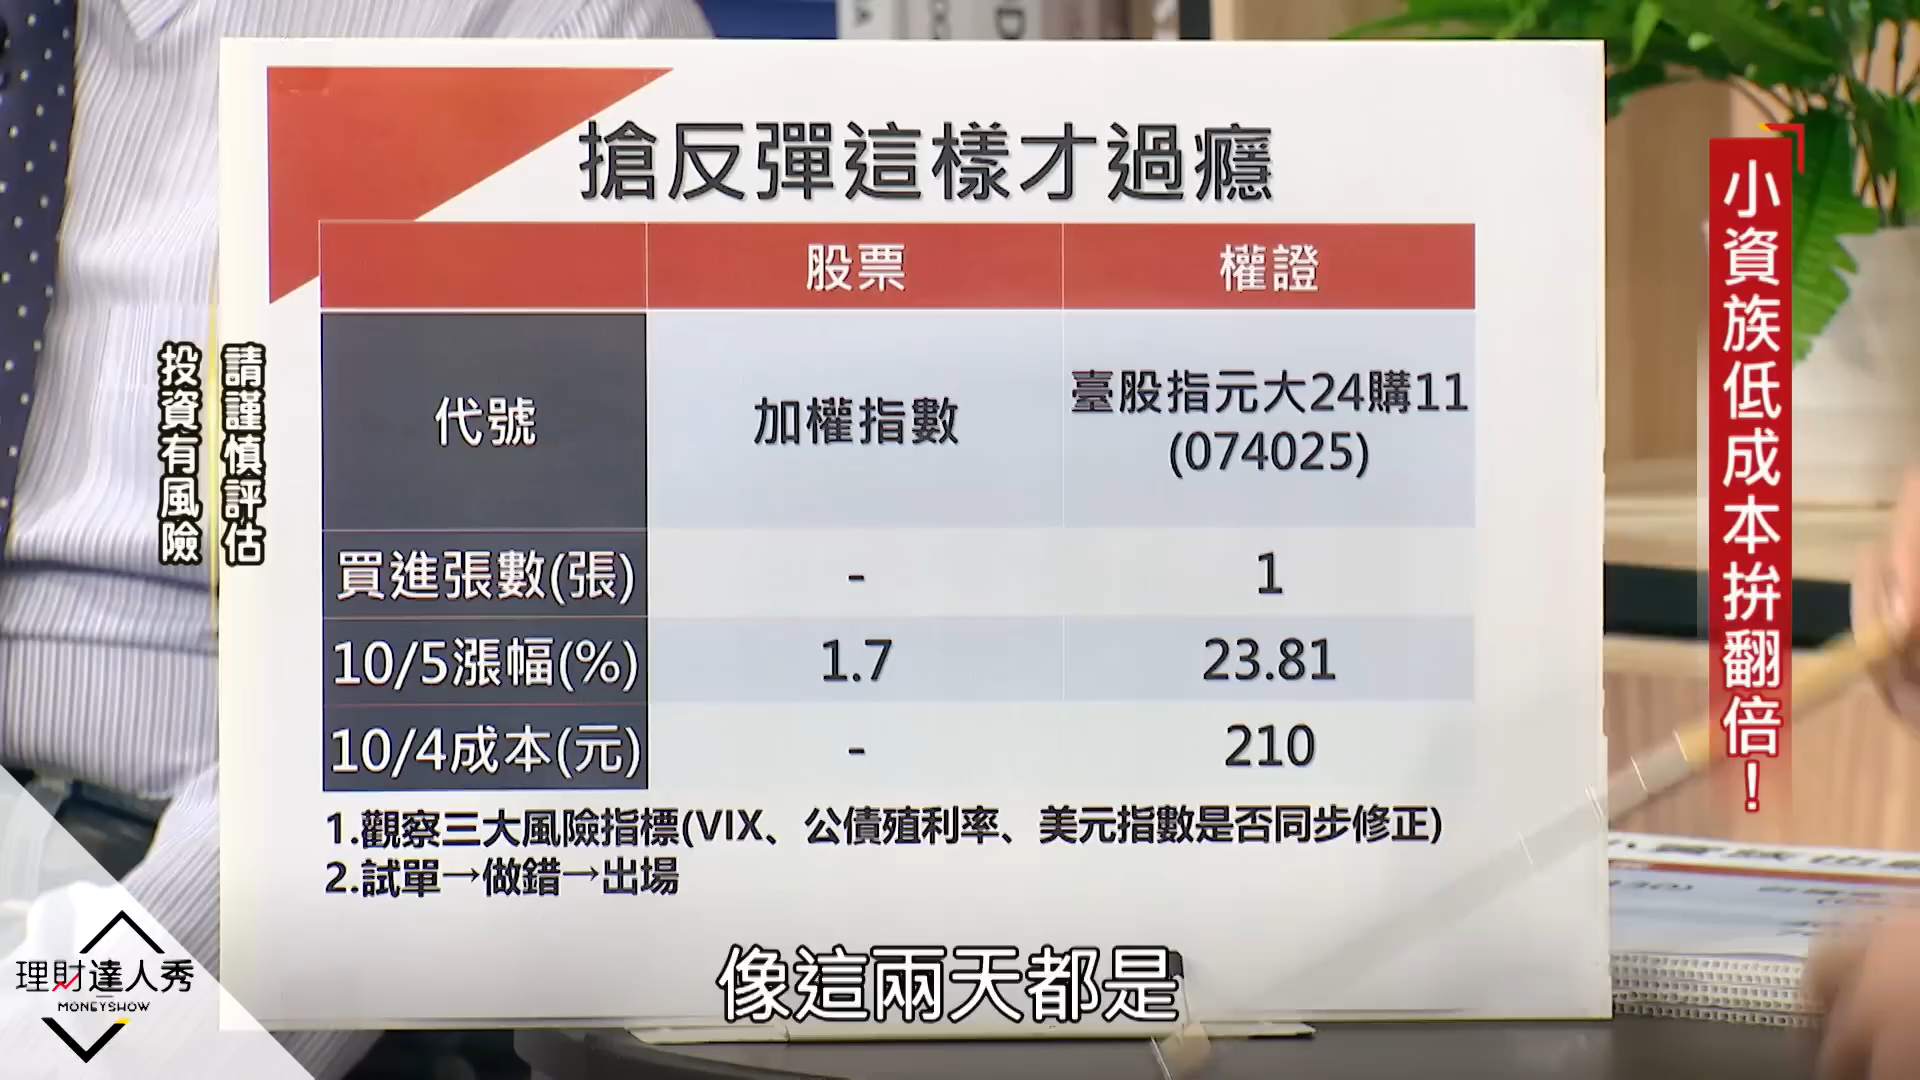 搶反彈這樣才過癮
股票 權證
代號 加權指數 臺股指元大24購11
(074025)
買進張數(張) - 1
10/5漲幅(%) 1.7 23.81
10/4成本(元) - 210
1.觀察三大風險指標(VIX、公債殖利率、美元指數是否同步修正)
2.試單→做錯→出場
請謹慎評估
投資有風險
小資族低成本拚翻倍!
像這兩天都是
理財達人秀
MONEYSHOW